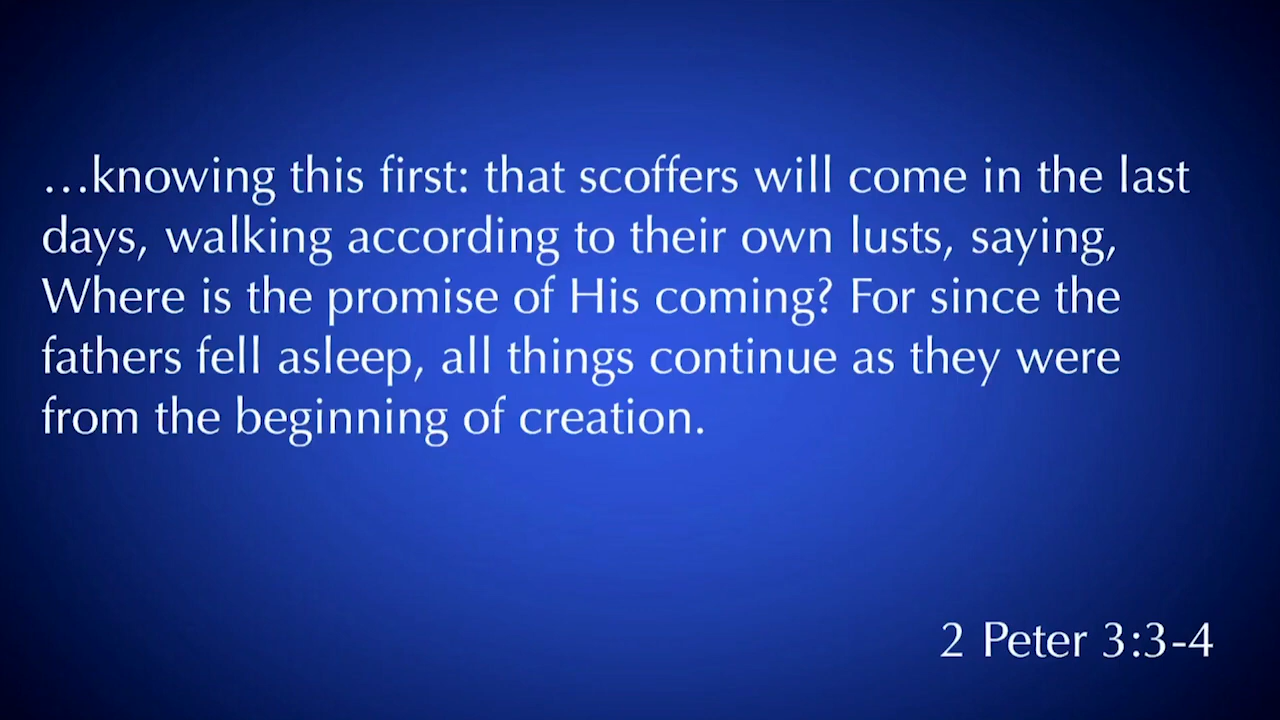 …knowing this first: that scoffers will come in the last
days, walking according to their own lusts, saying,
Where is the promise of His coming? For since the
fathers fell asleep, all things continue as they were
from the beginning of creation.
2 Peter 3:3-4